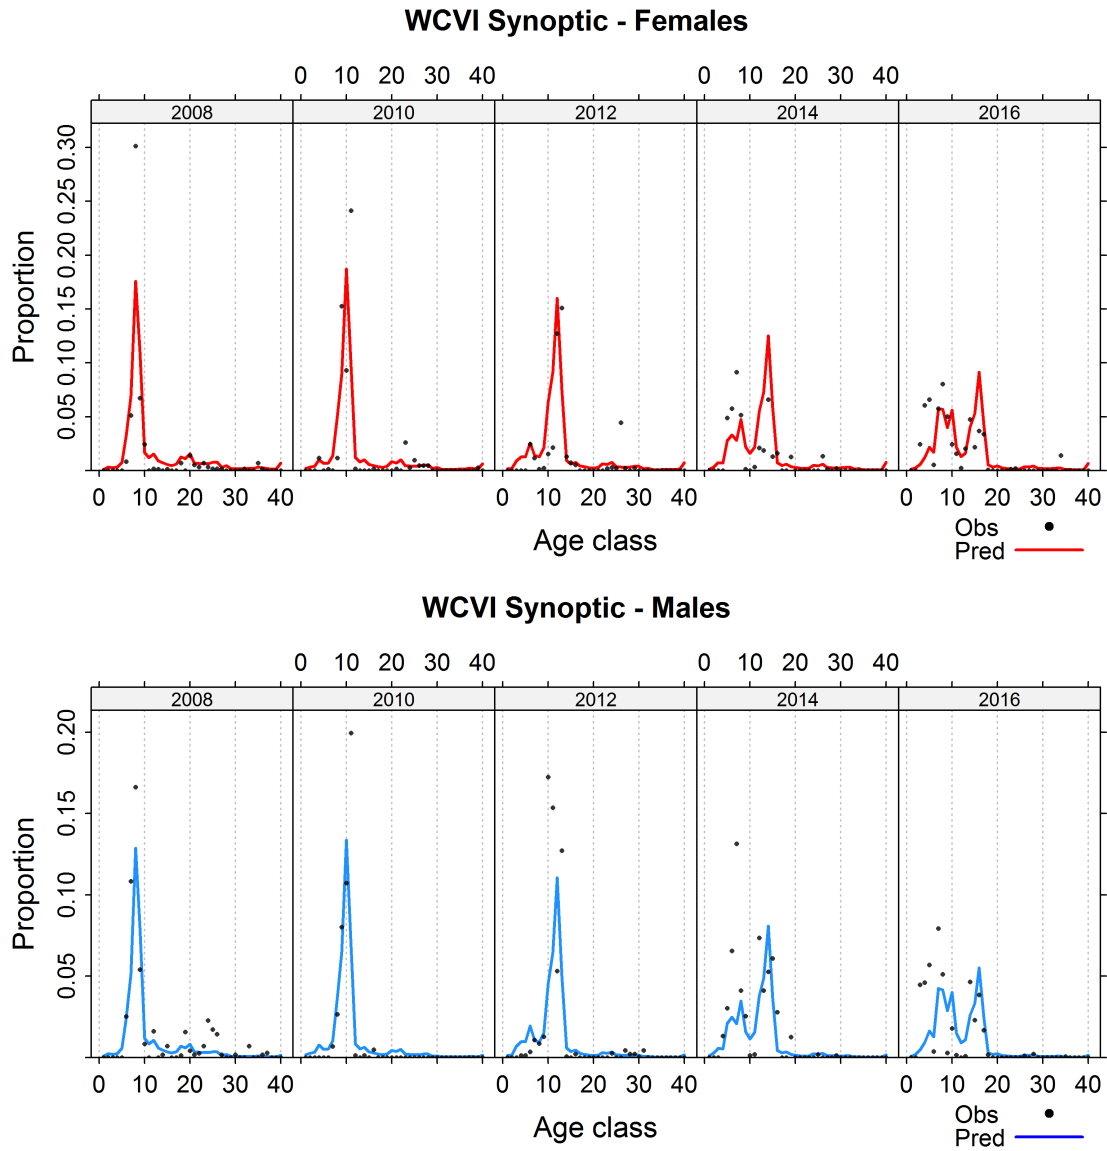 WCVI Synoptic - Females
0 10 20 30 40 0 10 20 30 40
2008 2010 2012 2014 2016
0.30
0.25
0.20
0.15
0.10
0.05
Proportion
0 10 20 30 40 0 10 20 30 40 0 10 20 30 40
Age class
Obs
Pred
WCVI Synoptic - Males
0 10 20 30 40 0 10 20 30 40
2008 2010 2012 2014 2016
0.20
0.15
0.10
0.05
Proportion
0 10 20 30 40 0 10 20 30 40 0 10 20 30 40
Age class
Obs
Pred